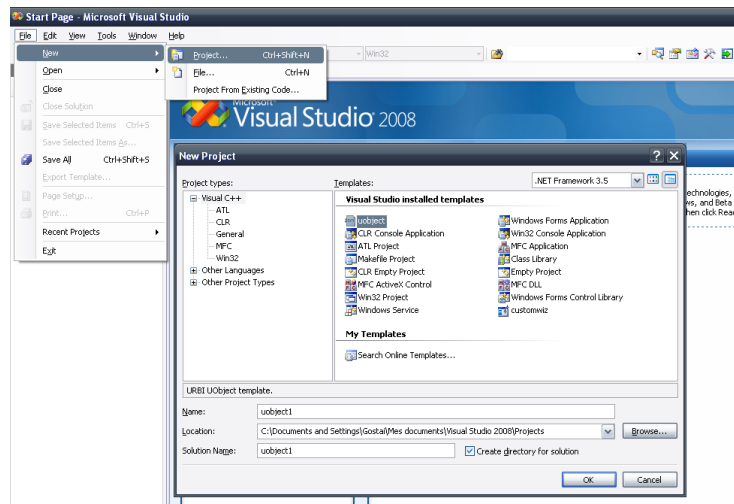 Start Page - Microsoft Visual Studio
File Edit View Tools Window Help
New
Open
Close
Close Solution
Save Selected Items Ctrl+S
Save Selected Items As...
Save All Ctrl+Shift+S
Export Template...
Page Setup...
Print... Ctrl+P
Recent Projects
Exit
Project... Ctrl+Shift+N
File... Ctrl+N
Project From Existing Code...
Win32
Microsoft
Visual Studio 2008
echnologies,
ws, and Beta
hen click Rea
New Project
Project types:
Templates:
.NET Framework 3.5
Visual C++
ATL
CLR
General
MFC
Win32
Other Languages
Other Project Types
Visual Studio installed templates
uobject Windows Forms Application
CLR Console Application Win32 Console Application
ATL Project MFC Application
Makefile Project Class Library
CLR Empty Project Empty Project
MFC ActiveX Control MFC DLL
Win32 Project Windows Forms Control Library
Windows Service customwiz
My Templates
Search Online Templates...
URBI UObject template.
Name: uobject1
Location: C:\Documents and Settings\Gostai\Mes documents\Visual Studio 2008\Projects Browse...
Solution Name: uobject1 Create directory for solution
OK Cancel